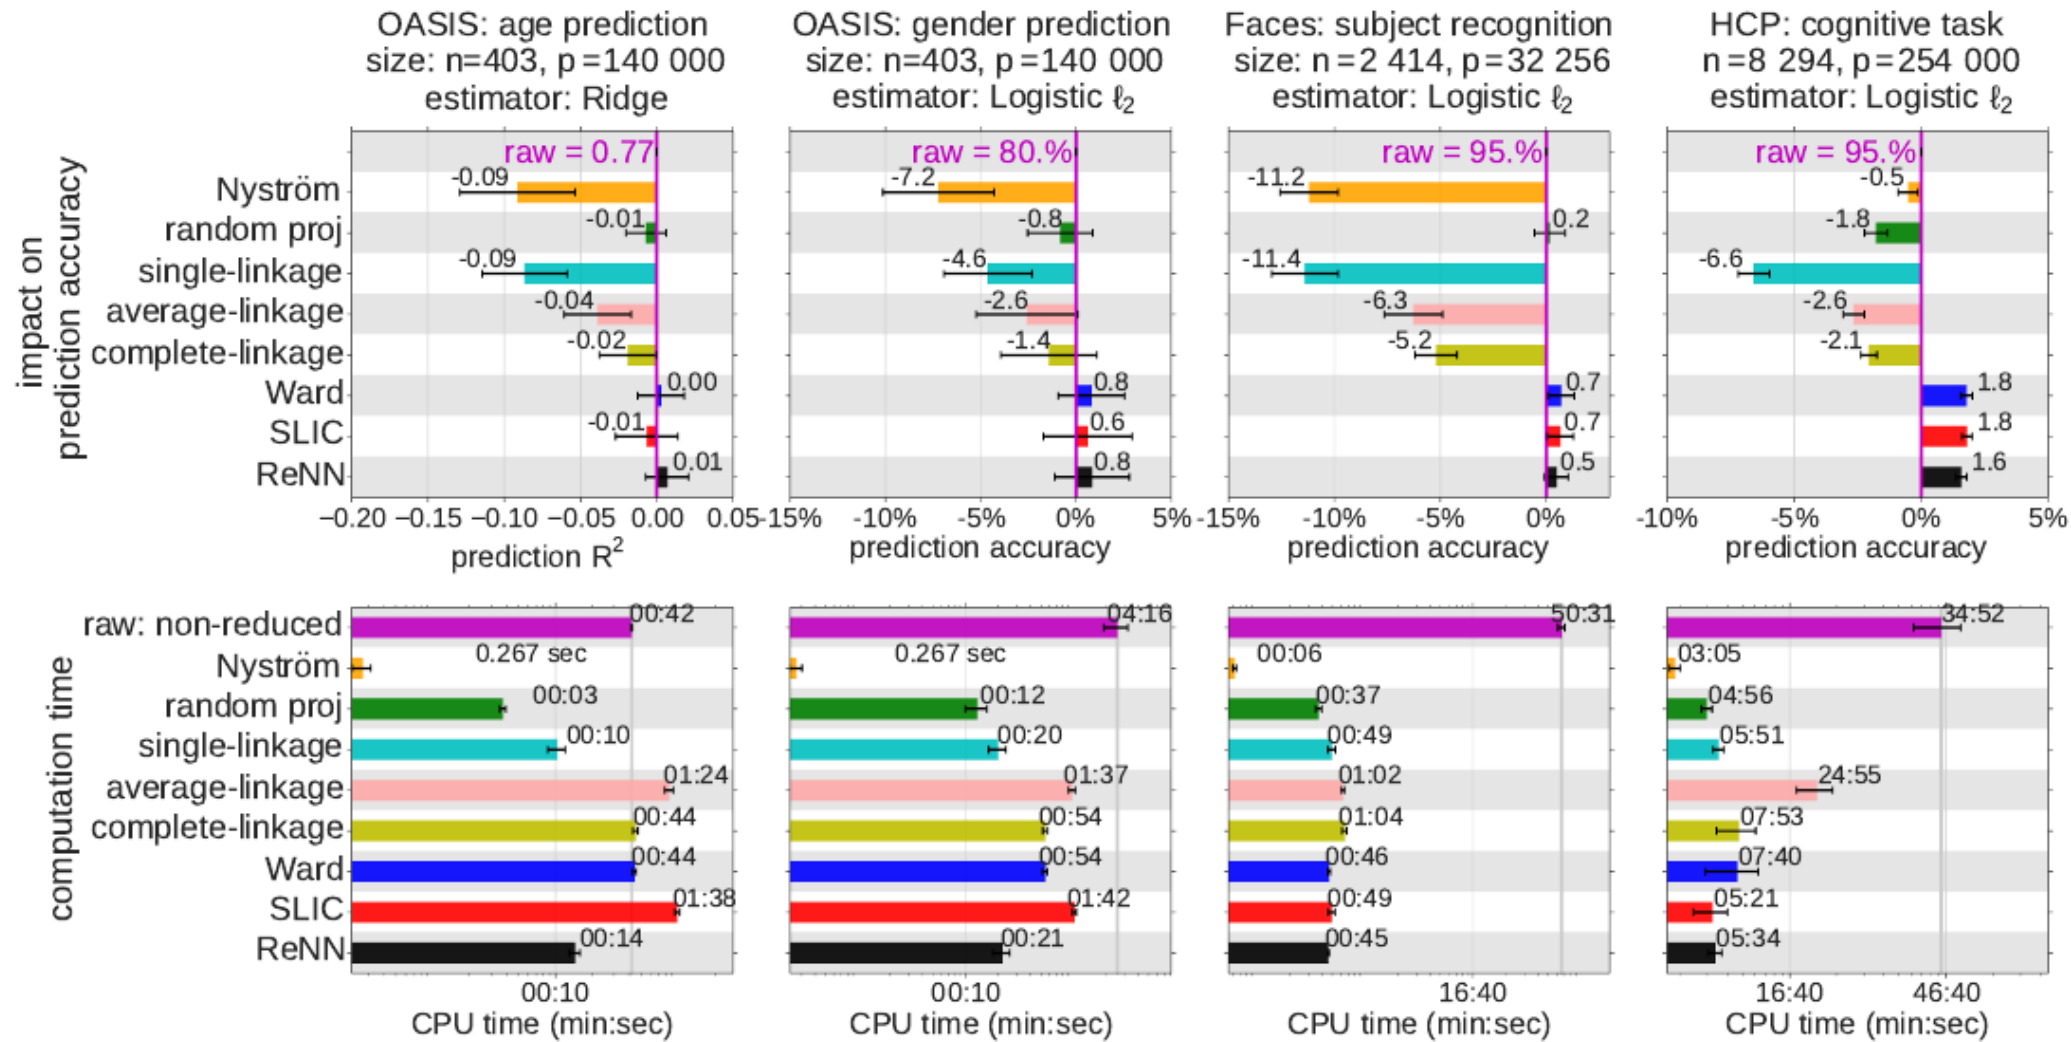 OASIS: age prediction
size: n=403, p=140 000
estimator: Ridge
OASIS: gender prediction
size: n=403, p=140 000
estimator: Logistic ℓ2
Faces: subject recognition
size: n=2 414, p=32 256
estimator: Logistic ℓ2
HCP: cognitive task
n=8 294, p=254 000
estimator: Logistic ℓ2
impact on
prediction accuracy
raw = 0.77 raw = 80.% raw = 95.% raw = 95.%
Nyström -0.09 -7.2 -11.2 -0.5
random proj -0.01 -0.8 0.2 -1.8
single-linkage -0.09 -4.6 -11.4 -6.6
average-linkage -0.04 -2.6 -6.3 -2.6
complete-linkage -0.02 -1.4 -5.2 -2.1
Ward 0.00 0.8 0.7 1.8
SLIC -0.01 0.6 0.7 1.8
ReNN 0.01 0.8 0.5 1.6
−0.20 −0.15 −0.10 −0.05 0.00 0.05 -15% -10% -5% 0% 5% -15% -10% -5% 0% -10% -5% 0% 5%
prediction R² prediction accuracy prediction accuracy prediction accuracy
computation time
raw: non-reduced 00:42 04:16 50:31 34:52
Nyström 0.267 sec 0.267 sec 00:06 03:05
random proj 00:03 00:12 00:37 04:56
single-linkage 00:10 00:20 00:49 05:51
average-linkage 01:24 01:37 01:02 24:55
complete-linkage 00:44 00:54 01:04 07:53
Ward 00:44 00:54 00:46 07:40
SLIC 01:38 01:42 00:49 05:21
ReNN 00:14 00:21 00:45 05:34
00:10 00:10 16:40 16:40 46:40
CPU time (min:sec) CPU time (min:sec) CPU time (min:sec) CPU time (min:sec)